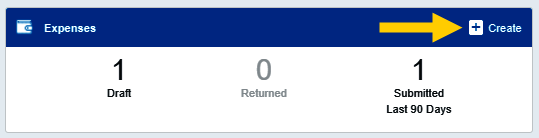 Expenses
Create
1
0
1
Draft
Returned
Submitted
Last 90 Days